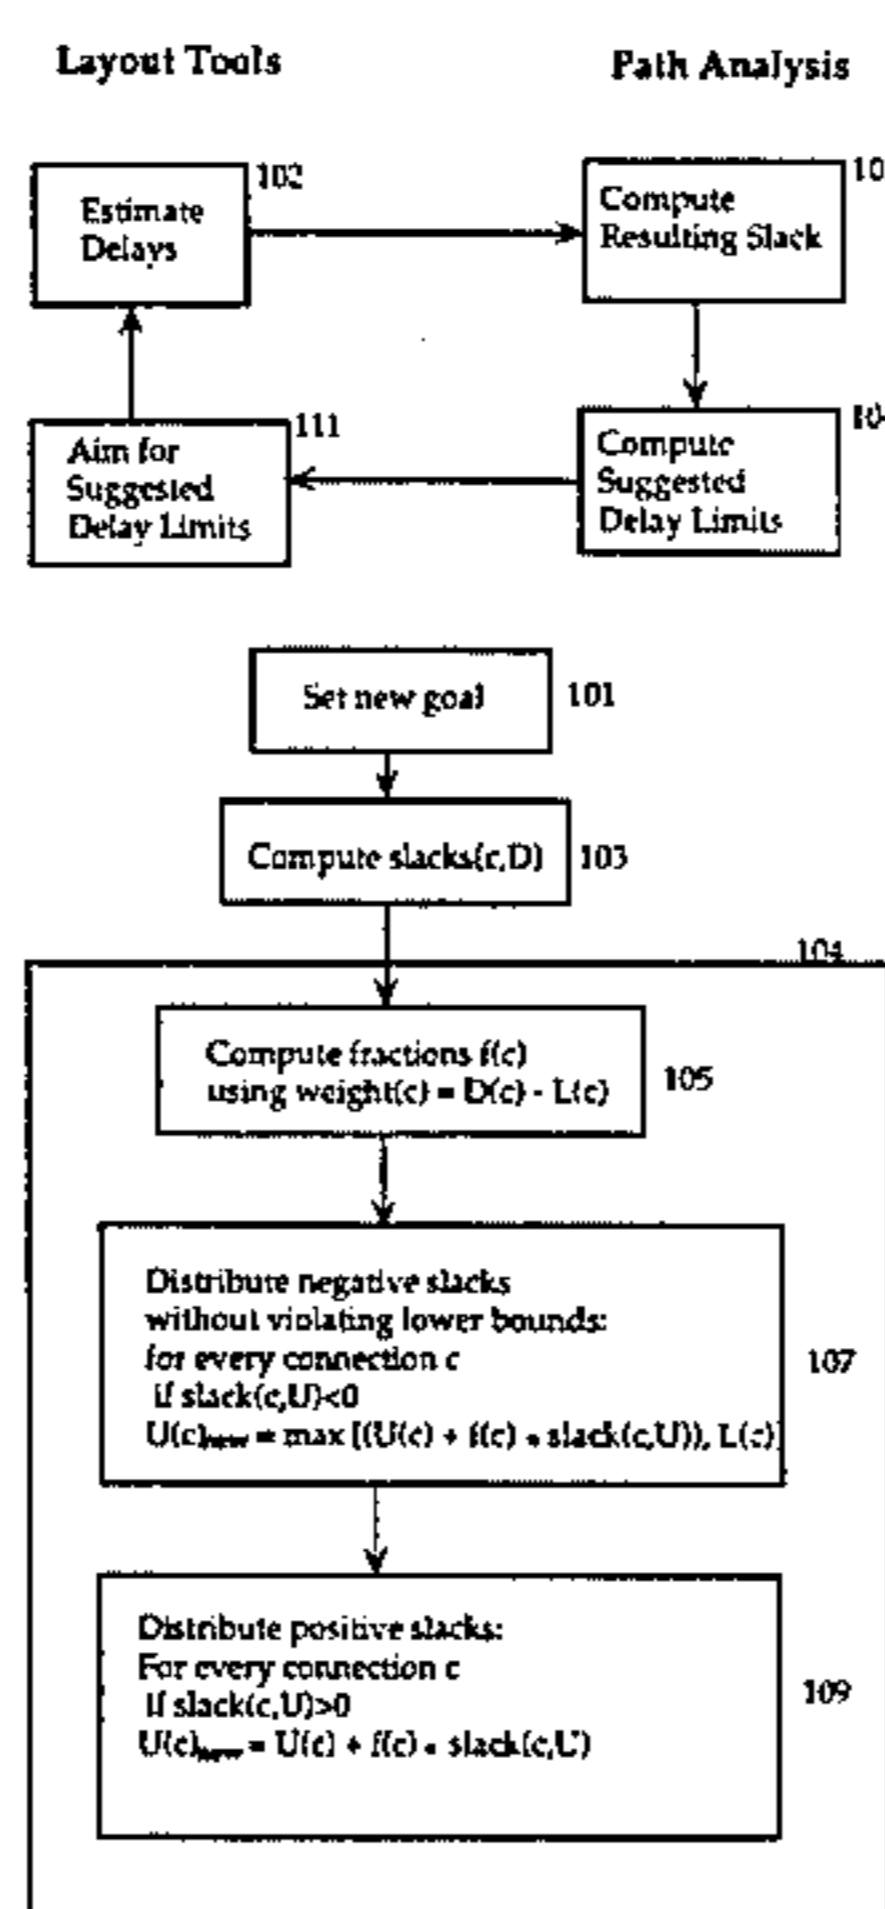 Layout Tools
Path Analysis
102
Estimate
Delays
10
Compute
Resulting Slack
111
Aim for
Suggested
Delay Limits
10
Compute
Suggested
Delay Limits
Set new goal
101
Compute slacks(c,D)
103
104
Compute fractions f(c)
using weight(c) = D(c) - L(c)
105
Distribute negative slacks
without violating lower bounds:
for every connection c
if slack(c,U)<0
U(c)new = max [(U(c) + f(c) * slack(c,U)), L(c)]
107
Distribute positive slacks:
For every connection c
if slack(c,U)>0
U(c)new = U(c) + f(c) * slack(c,U)
109